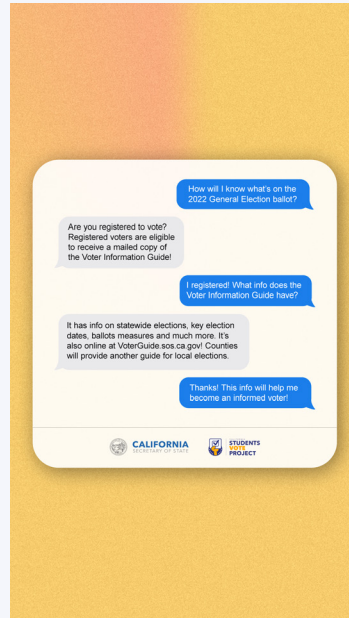 How will I know what's on the
2022 General Election ballot?
Are you registered to vote?
Registered voters are eligible
to receive a mailed copy of
the Voter Information Guide!
I registered! What info does the
Voter Information Guide have?
It has info on statewide elections, key election
dates, ballots measures and much more. It's
also online at VoterGuide.sos.ca.gov! Counties
will provide another guide for local elections.
Thanks! This info will help me
become an informed voter!
CALIFORNIA
SECRETARY OF STATE
STUDENTS
VOTE
PROJECT